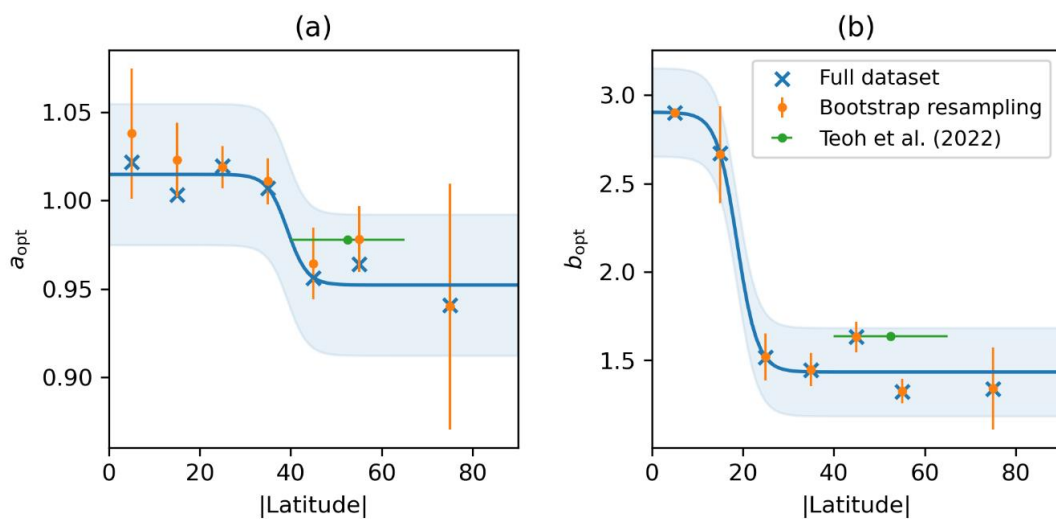 (a)
1.05
1.00
0.95
0.90
a_opt
0 20 40 60 80
|Latitude|
(b)
3.0
2.5
2.0
1.5
b_opt
0 20 40 60 80
|Latitude|
Full dataset
Bootstrap resampling
Teoh et al. (2022)